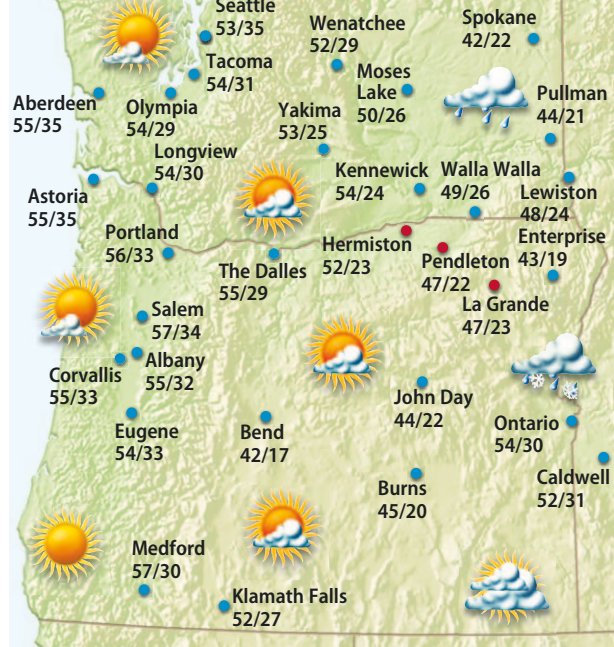 Seattle
53/35
Wenatchee
52/29
Spokane
42/22
Tacoma
54/31
Moses
Lake
50/26
Aberdeen
55/35
Olympia
54/29
Yakima
53/25
Pullman
44/21
Longview
54/30
Kennewick
54/24
Walla Walla
49/26
Lewiston
48/24
Astoria
55/35
Portland
56/33
The Dalles
55/29
Hermiston
52/23
Pendleton
47/22
Enterprise
43/19
La Grande
47/23
Salem
57/34
Albany
55/32
Corvallis
55/33
Eugene
54/33
Bend
42/17
John Day
44/22
Ontario
54/30
Caldwell
52/31
Burns
45/20
Medford
57/30
Klamath Falls
52/27